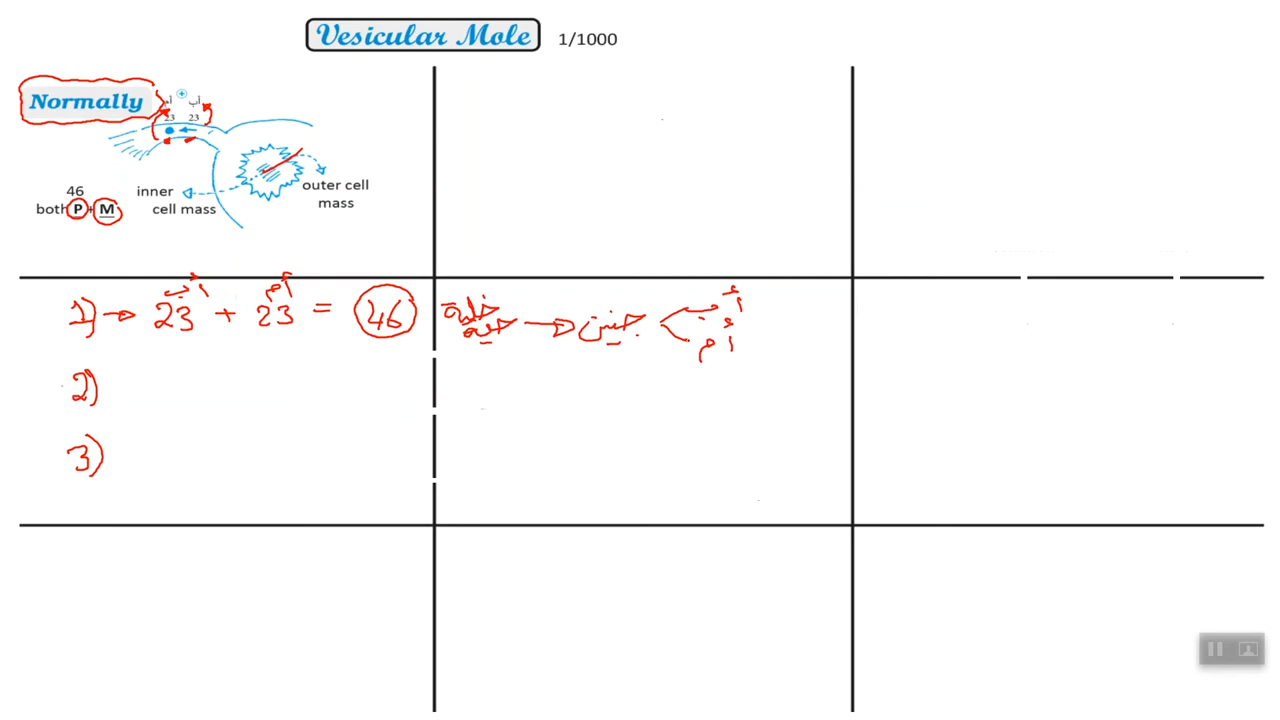 Vesicular Mole 1/1000
Normally
أم + أب
23 23
46
both P + M
inner
cell mass
outer cell
mass
أب أم
1) → 23 + 23 = 46 خلية → جنين أب
حية أم
2)
3)